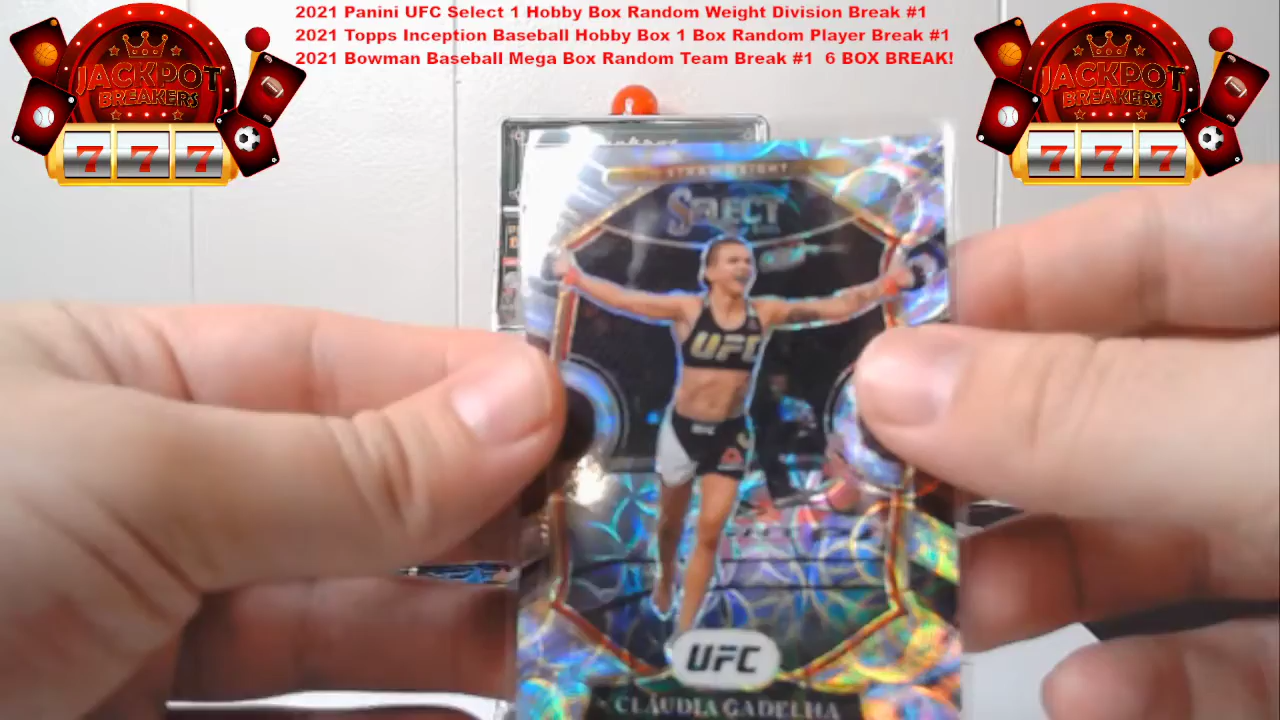 2021 Panini UFC Select 1 Hobby Box Random Weight Division Break #1
2021 Topps Inception Baseball Hobby Box 1 Box Random Player Break #1
2021 Bowman Baseball Mega Box Random Team Break #1 6 BOX BREAK!
JACKPOT
BREAKERS
7 7 7
JACKPOT
BREAKERS
7 7 7
STRAWWEIGHT
SELECT
UFC
UFC
UFC
CLAUDIA GADELHA